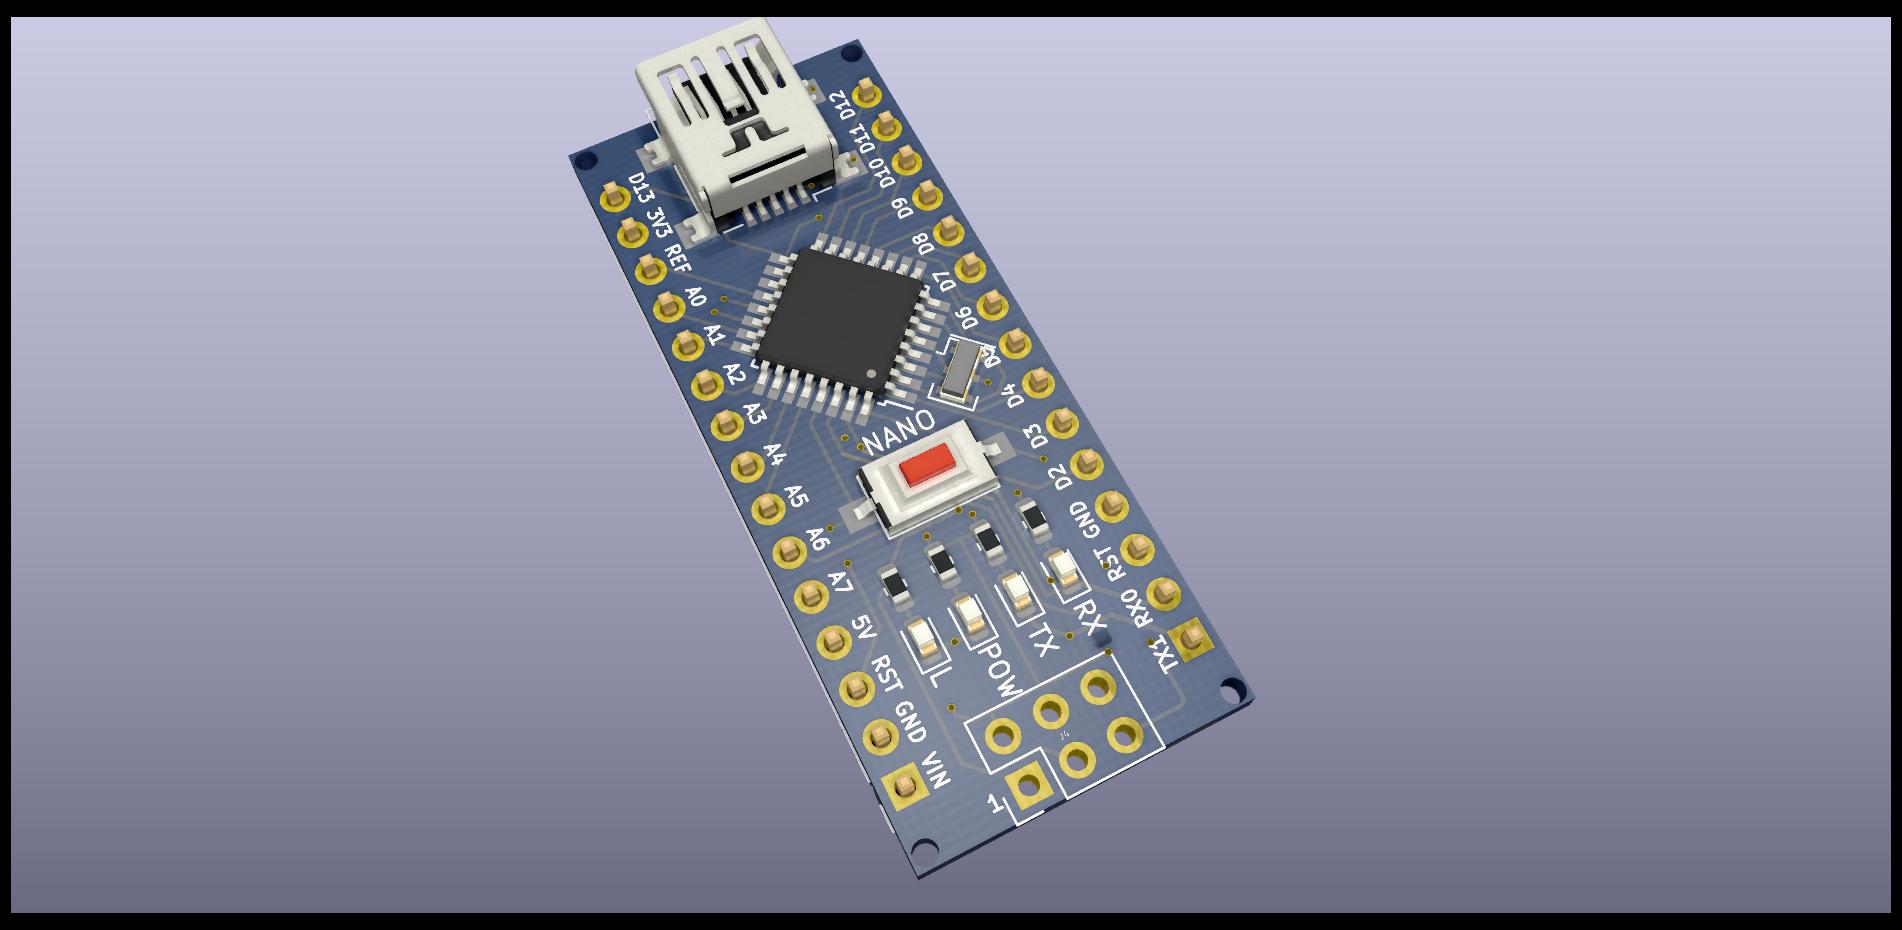 D12
D11
D10
D9
D8
D7
D6
D5
D4
D3
D2
GND
RST
RX0
TX1
D13
3V3
REF
A0
A1
A2
A3
A4
A5
A6
A7
5V
RST
GND
VIN
NANO
RX
TX
POW
L
J4
1